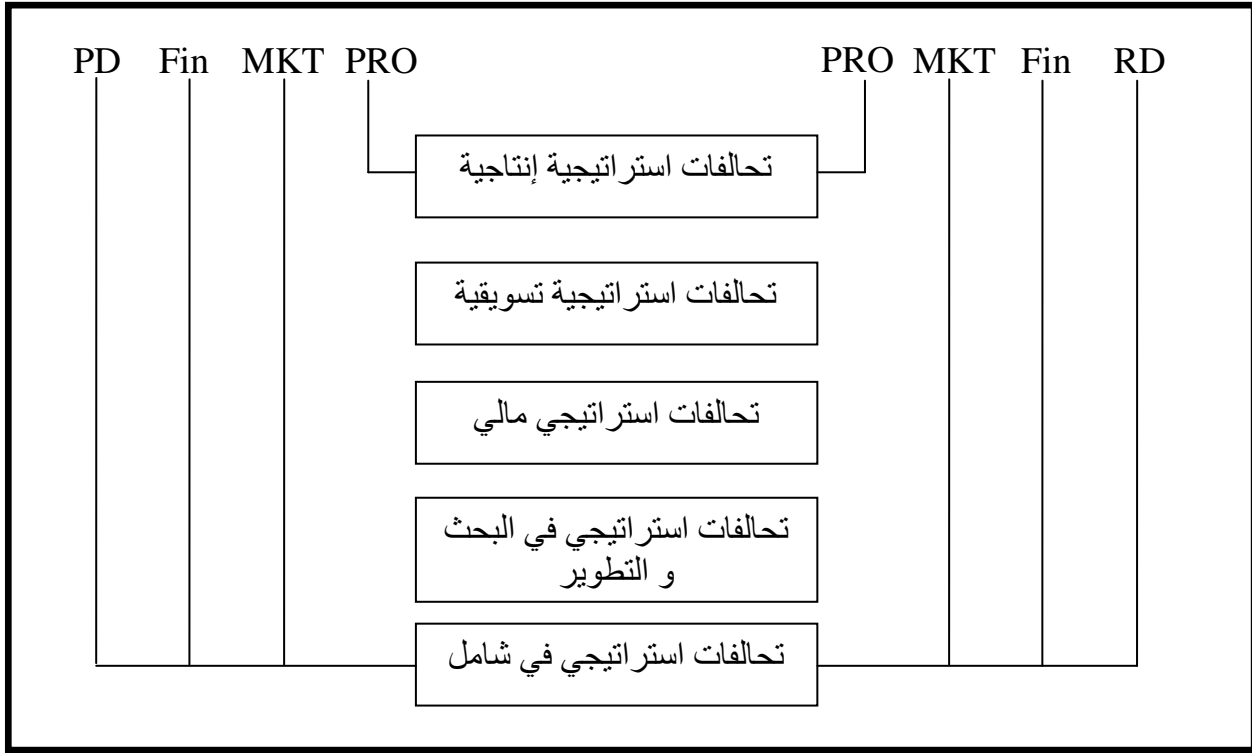 PD Fin MKT PRO PRO MKT Fin RD
تحالفات استراتيجية إنتاجية
تحالفات استراتيجية تسويقية
تحالفات استراتيجي مالي
تحالفات استراتيجي في البحث
و التطوير
تحالفات استراتيجي في شامل